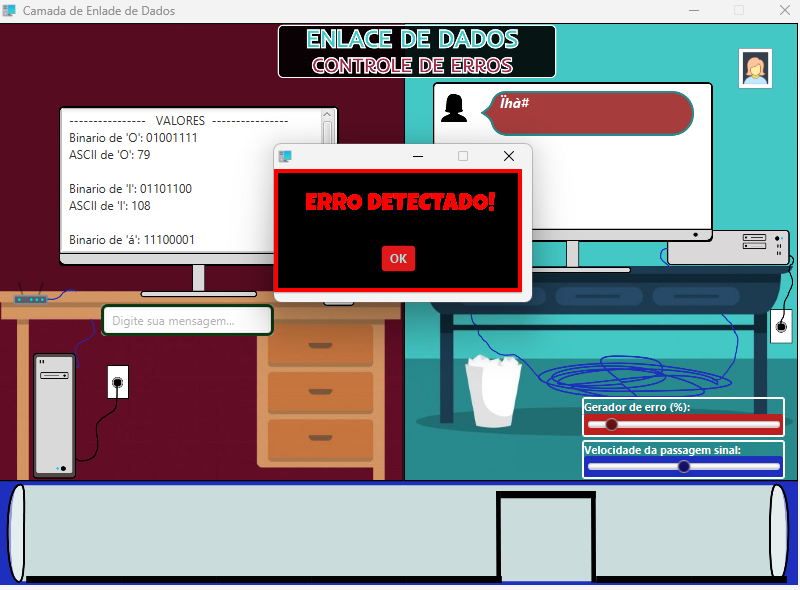 Camada de Enlade de Dados
ENLACE DE DADOS
CONTROLE DE ERROS
---------------- VALORES ----------------
Binario de 'O': 01001111
ASCII de 'O': 79
Binario de 'l': 01101100
ASCII de 'l': 108
Binario de 'á': 11100001
Ïhà#
ERRO DETECTADO!
OK
Digite sua mensagem...
Gerador de erro (%):
Velocidade da passagem sinal: